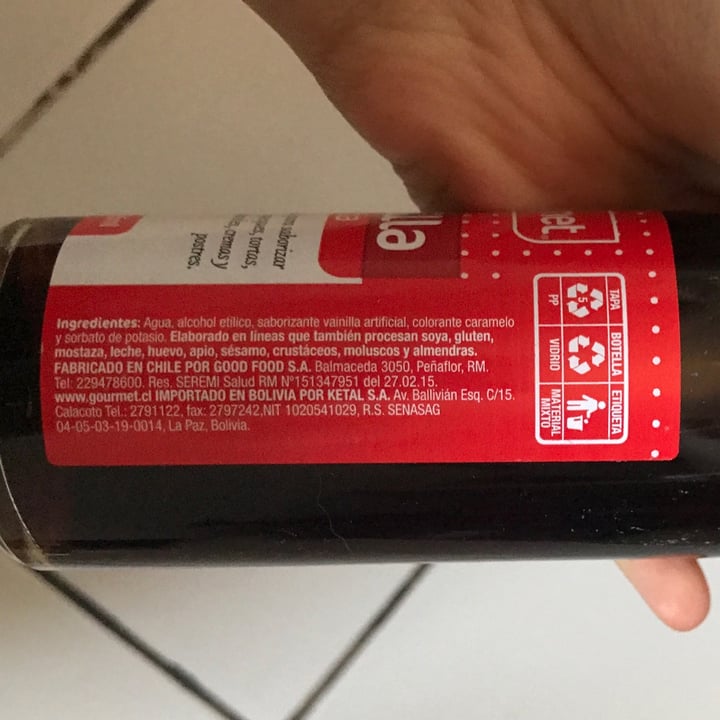 Ingredientes: Agua, alcohol etílico, saborizante vainilla artificial, colorante caramelo
y sorbato de potasio. Elaborado en líneas que también procesan soya, gluten,
mostaza, leche, huevo, apio, sésamo, crustáceos, moluscos y almendras.
FABRICADO EN CHILE POR GOOD FOOD S.A. Balmaceda 3050, Peñaflor, RM.
Tel: 229478600. Res. SEREMI Salud RM N°151347951 del 27.02.15.
www.gourmet.cl IMPORTADO EN BOLIVIA POR KETAL S.A. Av. Ballivián Esq. C/15.
Calacoto Tel.: 2791122, fax: 2797242,NIT 1020541029, R.S. SENASAG
04-05-03-19-0014, La Paz, Bolivia.
TAPA
5
PP
BOTELLA
VIDRIO
ETIQUETA
MATERIAL
MIXTO
saborizar
tortas,
cremas y
postres.